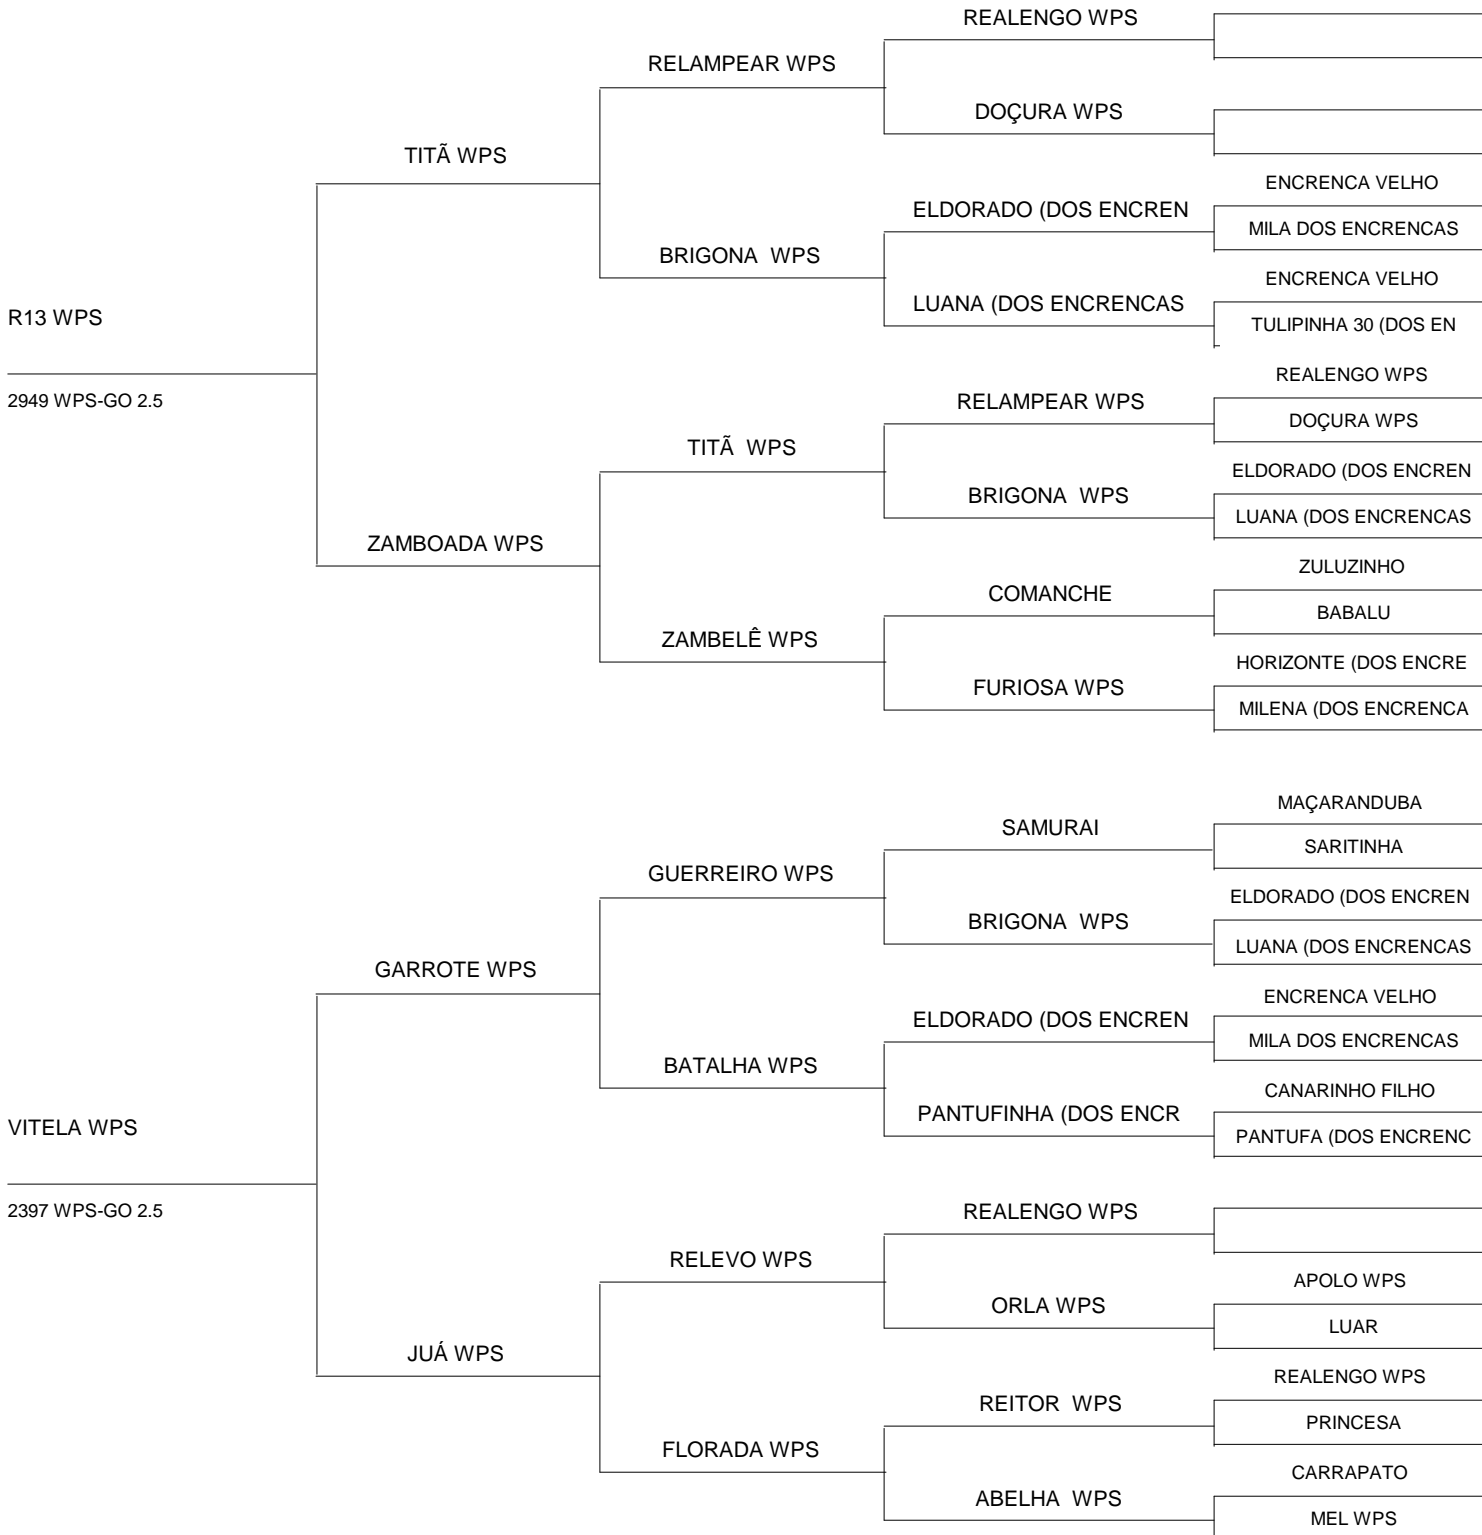 REALENGO WPS
RELAMPEAR WPS
DOÇURA WPS
TITÃ WPS
ENCRENCA VELHO
ELDORADO (DOS ENCREN
MILA DOS ENCRENCAS
BRIGONA  WPS
ENCRENCA VELHO
LUANA (DOS ENCRENCAS
TULIPINHA 30 (DOS EN
R13 WPS
2949 WPS-GO 2.5
REALENGO WPS
RELAMPEAR WPS
DOÇURA WPS
TITÃ  WPS
ELDORADO (DOS ENCREN
BRIGONA  WPS
LUANA (DOS ENCRENCAS
ZAMBOADA WPS
ZULUZINHO
COMANCHE
BABALU
ZAMBELÊ WPS
HORIZONTE (DOS ENCRE
FURIOSA WPS
MILENA (DOS ENCRENCA
MAÇARANDUBA
SAMURAI
SARITINHA
GUERREIRO WPS
ELDORADO (DOS ENCREN
BRIGONA  WPS
LUANA (DOS ENCRENCAS
GARROTE WPS
ENCRENCA VELHO
ELDORADO (DOS ENCREN
MILA DOS ENCRENCAS
BATALHA WPS
CANARINHO FILHO
PANTUFINHA (DOS ENCR
PANTUFA (DOS ENCRENC
VITELA WPS
2397 WPS-GO 2.5
REALENGO WPS
RELEVO WPS
APOLO WPS
ORLA WPS
LUAR
JUÁ WPS
REALENGO WPS
REITOR  WPS
PRINCESA
FLORADA WPS
CARRAPATO
ABELHA  WPS
MEL WPS